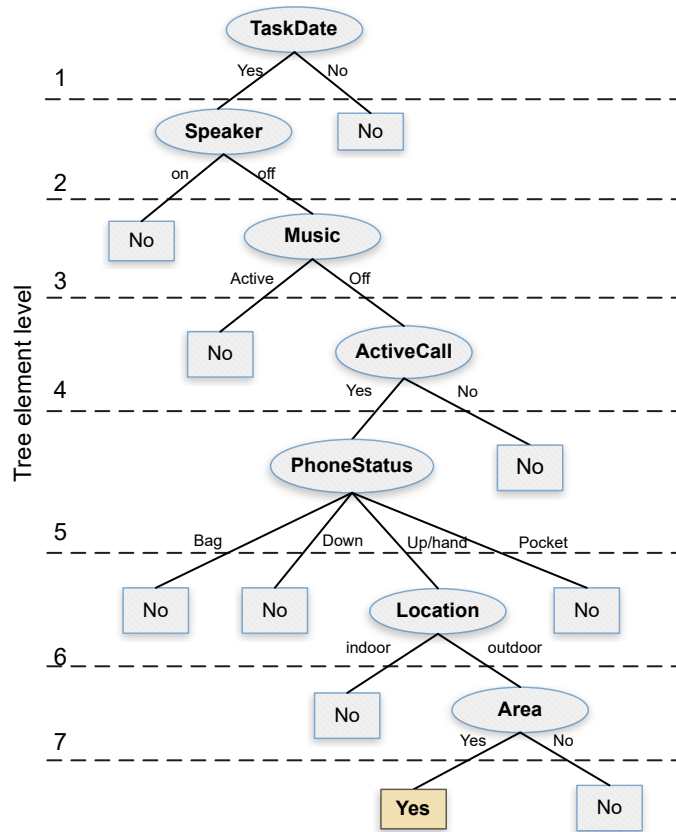 TaskDate
Yes No
1
Speaker No
on off
2
No Music
Active Off
3
No ActiveCall
Yes No
4
PhoneStatus No
Bag Down Up/hand Pocket
5
No No Location No
indoor outdoor
6
No Area
Yes No
7
Yes No
Tree element level